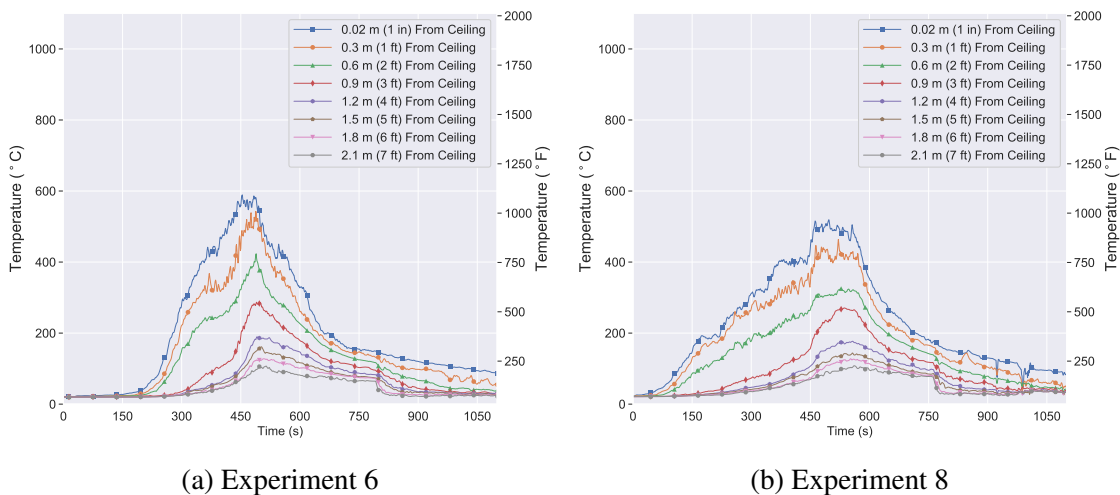 0.02 m (1 in) From Ceiling
0.3 m (1 ft) From Ceiling
0.6 m (2 ft) From Ceiling
0.9 m (3 ft) From Ceiling
1.2 m (4 ft) From Ceiling
1.5 m (5 ft) From Ceiling
1.8 m (6 ft) From Ceiling
2.1 m (7 ft) From Ceiling
Temperature (° C)
1000
800
600
400
200
0
Temperature (° F)
2000
1750
1500
1250
1000
750
500
250
0 150 300 450 600 750 900 1050
Time (s)
(a) Experiment 6
0.02 m (1 in) From Ceiling
0.3 m (1 ft) From Ceiling
0.6 m (2 ft) From Ceiling
0.9 m (3 ft) From Ceiling
1.2 m (4 ft) From Ceiling
1.5 m (5 ft) From Ceiling
1.8 m (6 ft) From Ceiling
2.1 m (7 ft) From Ceiling
Temperature (° C)
1000
800
600
400
200
0
Temperature (° F)
2000
1750
1500
1250
1000
750
500
250
0 150 300 450 600 750 900 1050
Time (s)
(b) Experiment 8